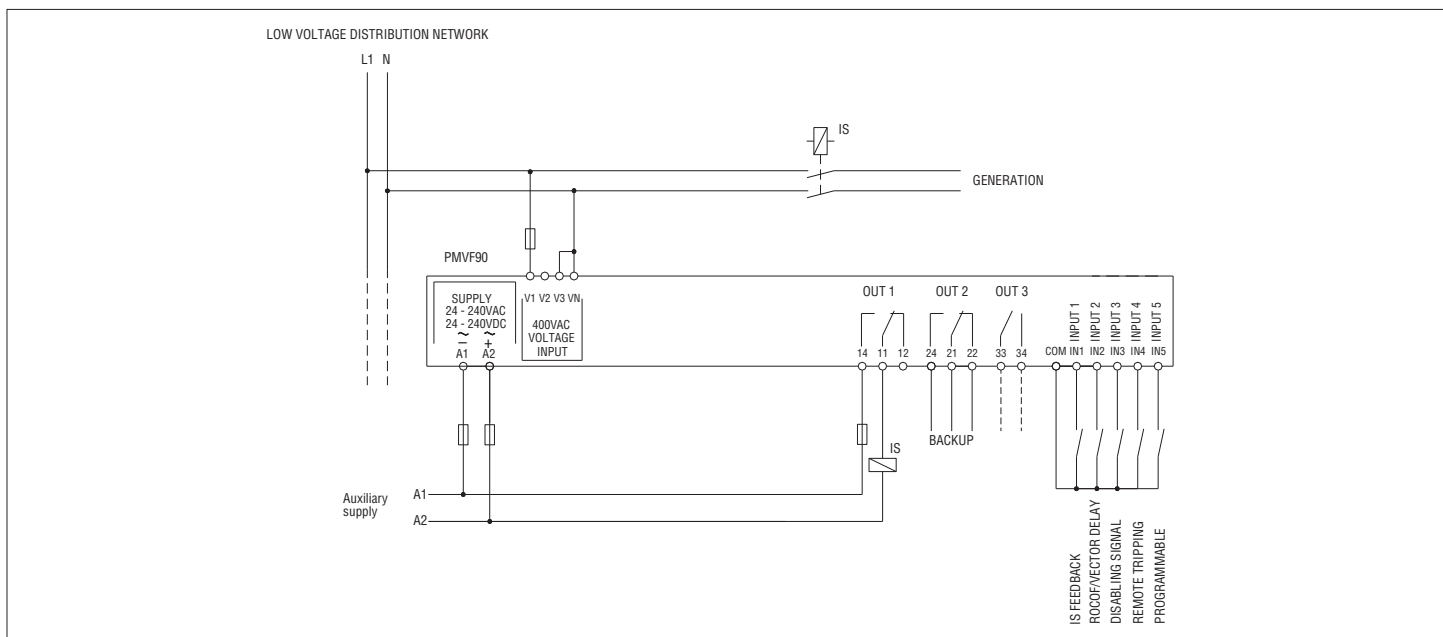 LOW VOLTAGE DISTRIBUTION NETWORK
L1 N
IS
GENERATION
PMVF90
SUPPLY
24 - 240VAC
24 - 240VDC
~ ~
– +
A1 A2
V1 V2 V3 VN
400VAC
VOLTAGE
INPUT
OUT 1
OUT 2
OUT 3
14 11 12
24 21 22
33 34
COM IN1 IN2 IN3 IN4 IN5
INPUT 1
INPUT 2
INPUT 3
INPUT 4
INPUT 5
BACKUP
IS
Auxiliary
supply
A1
A2
IS FEEDBACK
ROCOF/VECTOR DELAY
DISABLING SIGNAL
REMOTE TRIPPING
PROGRAMMABLE